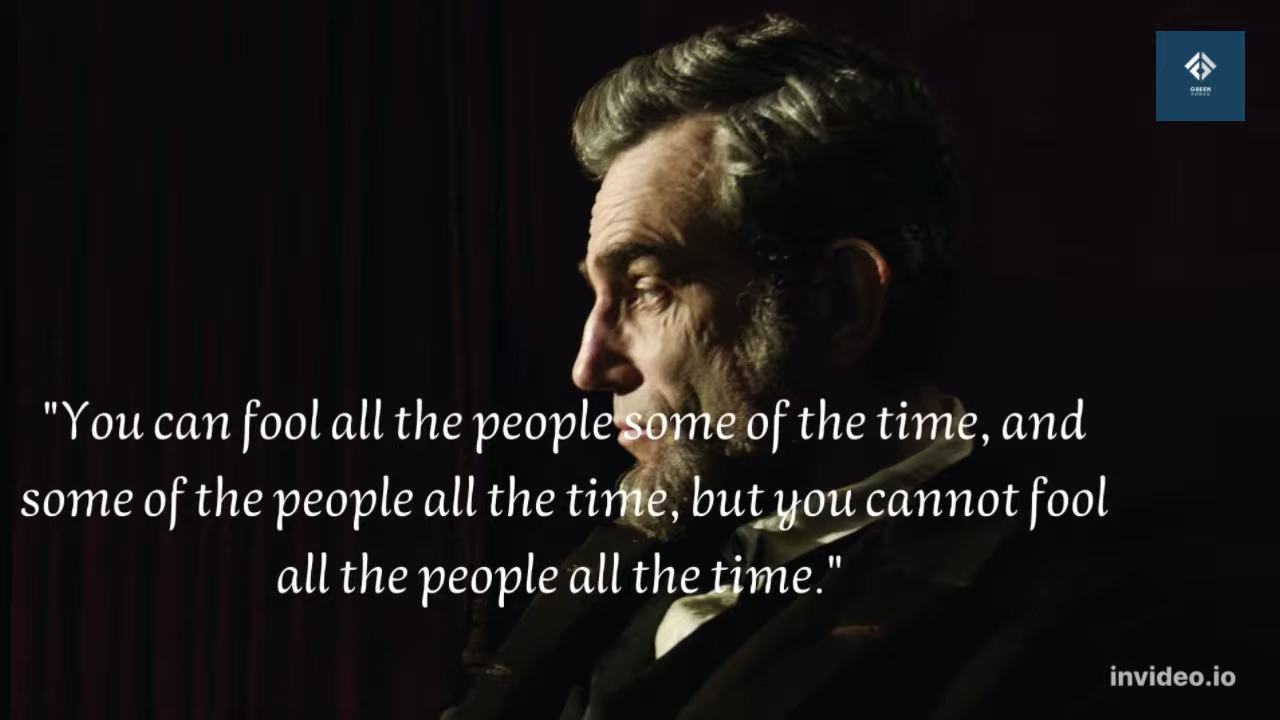 GREEN
"You can fool all the people some of the time, and
some of the people all the time, but you cannot fool
all the people all the time."
invideo.io